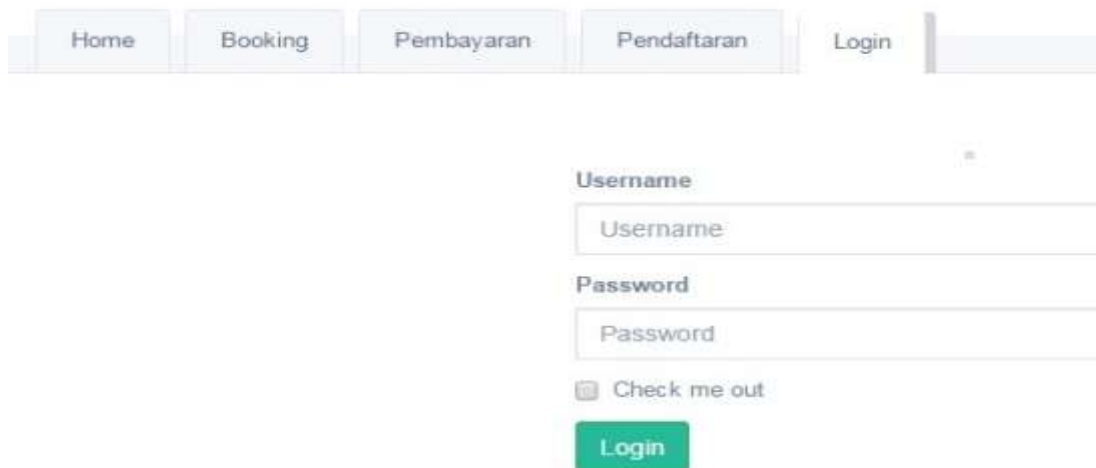 Home Booking Pembayaran Pendaftaran Login
Username
Username
Password
Password
Check me out
Login